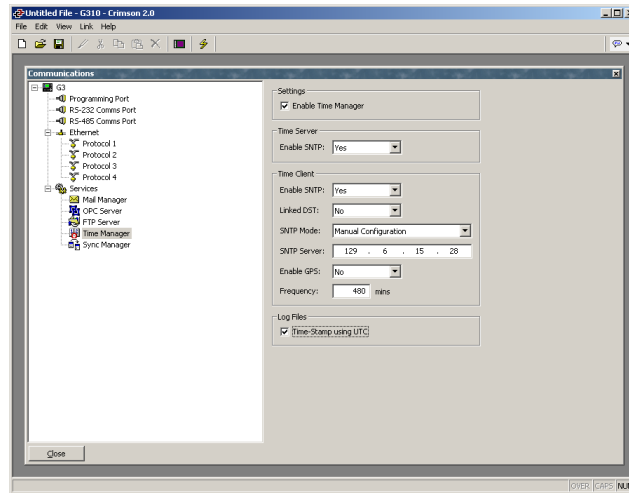 Untitled File - G310 - Crimson 2.0
File Edit View Link Help
Communications
G3
Programming Port
RS-232 Comms Port
RS-485 Comms Port
Ethernet
Protocol 1
Protocol 2
Protocol 3
Protocol 4
Services
Mail Manager
OPC Server
FTP Server
Time Manager
Sync Manager
Settings
Enable Time Manager
Time Server
Enable SNTP: Yes
Time Client
Enable SNTP: Yes
Linked DST: No
SNTP Mode: Manual Configuration
SNTP Server: 129 . 6 . 15 . 28
Enable GPS: No
Frequency: 480 mins
Log Files
Time-Stamp using UTC
Close
OVER CAPS NUM